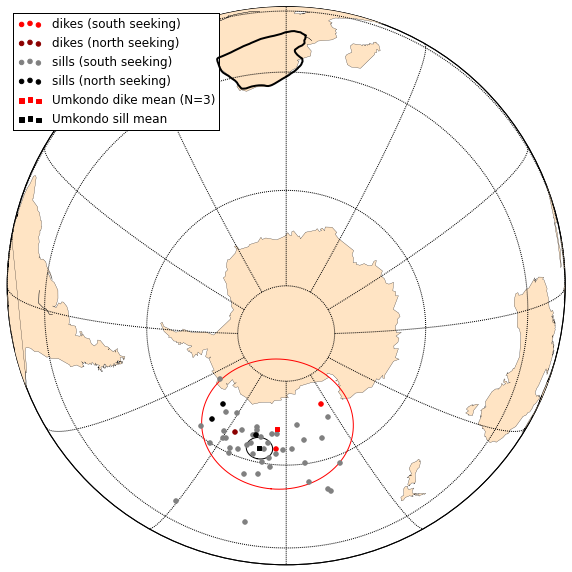 dikes (south seeking)
dikes (north seeking)
sills (south seeking)
sills (north seeking)
Umkondo dike mean (N=3)
Umkondo sill mean